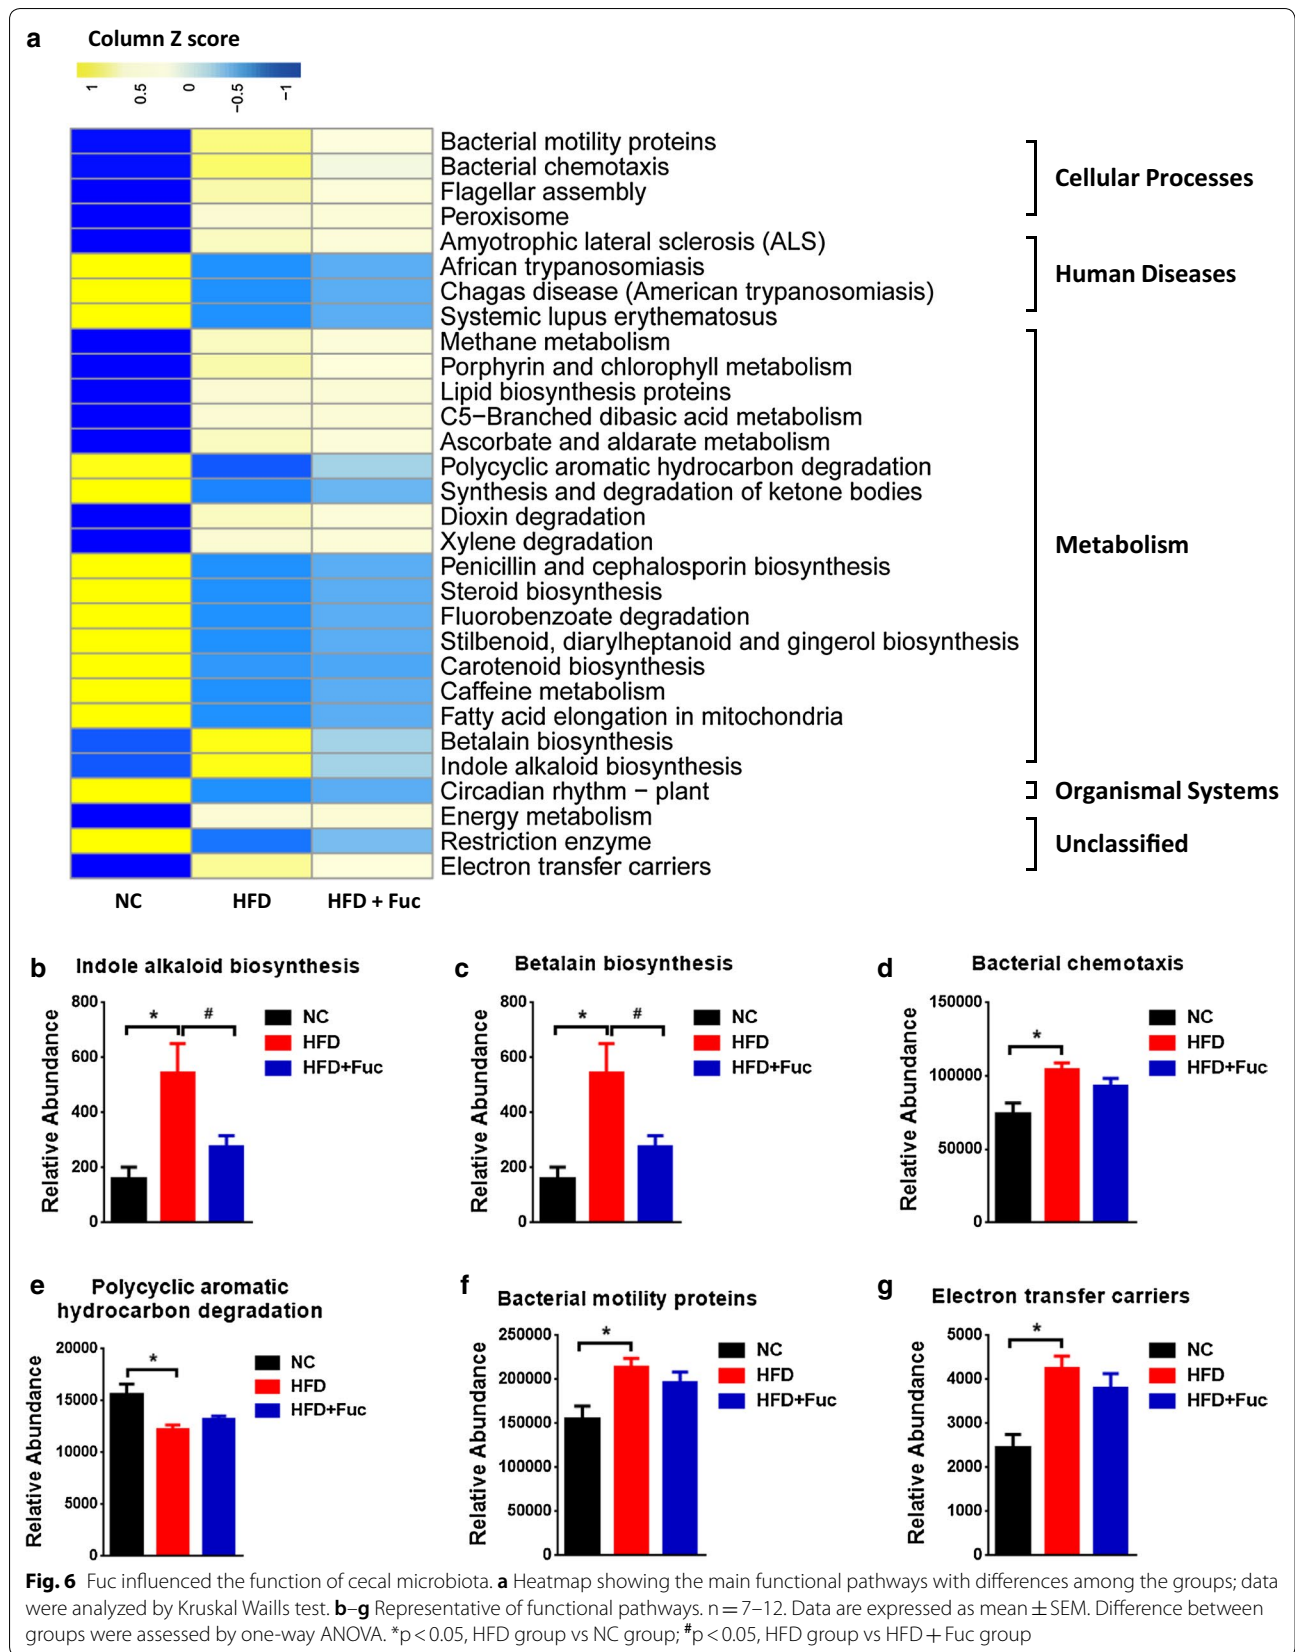 a
Column Z score
1 0.5 0 −0.5 −1
Bacterial motility proteins
Bacterial chemotaxis
Flagellar assembly
Peroxisome
Cellular Processes
Amyotrophic lateral sclerosis (ALS)
African trypanosomiasis
Chagas disease (American trypanosomiasis)
Systemic lupus erythematosus
Human Diseases
Methane metabolism
Porphyrin and chlorophyll metabolism
Lipid biosynthesis proteins
C5−Branched dibasic acid metabolism
Ascorbate and aldarate metabolism
Polycyclic aromatic hydrocarbon degradation
Synthesis and degradation of ketone bodies
Dioxin degradation
Xylene degradation
Penicillin and cephalosporin biosynthesis
Steroid biosynthesis
Fluorobenzoate degradation
Stilbenoid, diarylheptanoid and gingerol biosynthesis
Carotenoid biosynthesis
Caffeine metabolism
Fatty acid elongation in mitochondria
Betalain biosynthesis
Indole alkaloid biosynthesis
Metabolism
Circadian rhythm − plant
Organismal Systems
Energy metabolism
Restriction enzyme
Electron transfer carriers
Unclassified
NC HFD HFD + Fuc
b Indole alkaloid biosynthesis
Relative Abundance
800
600
400
200
0
* #
NC
HFD
HFD+Fuc
c Betalain biosynthesis
Relative Abundance
800
600
400
200
0
* #
NC
HFD
HFD+Fuc
d Bacterial chemotaxis
Relative Abundance
150000
100000
50000
0
*
NC
HFD
HFD+Fuc
e Polycyclic aromatic
hydrocarbon degradation
Relative Abundance
20000
15000
10000
5000
0
*
NC
HFD
HFD+Fuc
f Bacterial motility proteins
Relative Abundance
250000
200000
150000
100000
50000
0
*
NC
HFD
HFD+Fuc
g Electron transfer carriers
Relative Abundance
5000
4000
3000
2000
1000
0
*
NC
HFD
HFD+Fuc
Fig. 6 Fuc influenced the function of cecal microbiota. a Heatmap showing the main functional pathways with differences among the groups; data
were analyzed by Kruskal Waills test. b–g Representative of functional pathways. n = 7–12. Data are expressed as mean ± SEM. Difference between
groups were assessed by one-way ANOVA. *p < 0.05, HFD group vs NC group; #p < 0.05, HFD group vs HFD + Fuc group